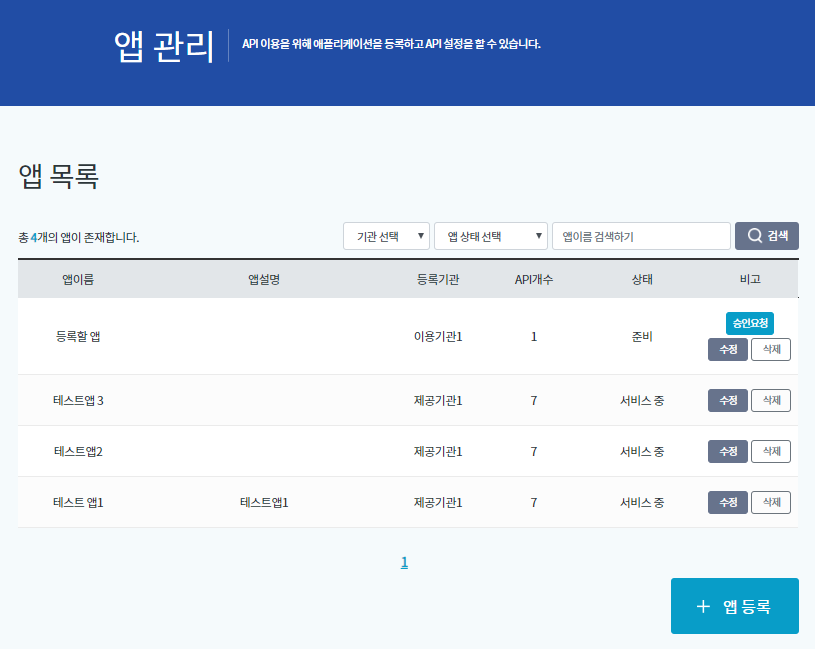 앱 관리
API 이용을 위해 애플리케이션을 등록하고 API 설정을 할 수 있습니다.
앱 목록
총 4개의 앱이 존재합니다.
기관 선택 ▼ 앱 상태 선택 ▼ 앱이름 검색하기 검색
앱이름 앱설명 등록기관 API개수 상태 비고
승인요청
등록할 앱 이용기관1 1 준비
수정 삭제
테스트앱 3 제공기관1 7 서비스 중 수정 삭제
테스트앱2 제공기관1 7 서비스 중 수정 삭제
테스트 앱1 테스트앱1 제공기관1 7 서비스 중 수정 삭제
1
+ 앱 등록